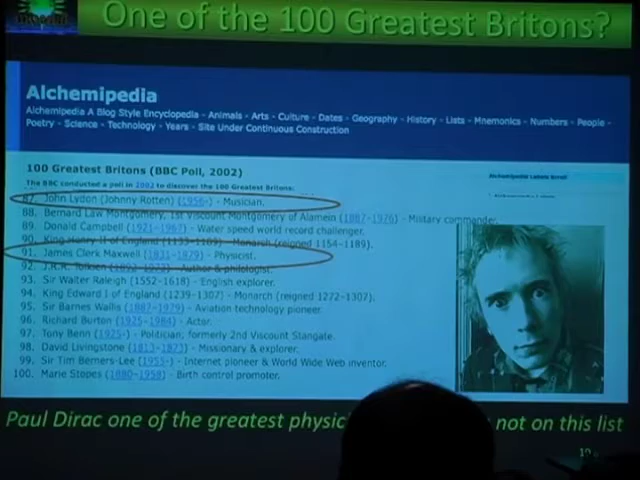 One of the 100 Greatest Britons?
Alchemipedia
Alchemipedia A Blog Style Encyclopedia - Animals - Arts - Culture - Dates - Geography - History - Lists - Mnemonics - Numbers - People -
Poetry - Science - Technology - Years - Site Under Continuous Construction
100 Greatest Britons (BBC Poll, 2002)
The BBC conducted a poll in 2002 to discover the 100 Greatest Britons:
87. John Lydon (Johnny Rotten) (1956-) - Musician.
88. Bernard Law Montgomery, 1st Viscount Montgomery of Alamein (1887-1976) - Military commander.
89. Donald Campbell (1921-1967) - Water speed world record challenger.
90. King Henry II of England (1133-1189) - Monarch (reigned 1154-1189).
91. James Clerk Maxwell (1831-1879) - Physicist.
92. J.R.R. Tolkien (1892-1973) - Author & philologist.
93. Sir Walter Raleigh (1552-1618) - English explorer.
94. King Edward I of England (1239-1307) - Monarch (reigned 1272-1307).
95. Sir Barnes Wallis (1887-1979) - Aviation technology pioneer.
96. Richard Burton (1925-1984) - Actor.
97. Tony Benn (1925-) - Politician, formerly 2nd Viscount Stangate.
98. David Livingstone (1813-1873) - Missionary & explorer.
99. Sir Tim Berners-Lee (1955-) - Internet pioneer & World Wide Web inventor.
100. Marie Stopes (1880-1958) - Birth control promoter.
Paul Dirac one of the greatest physic not on this list